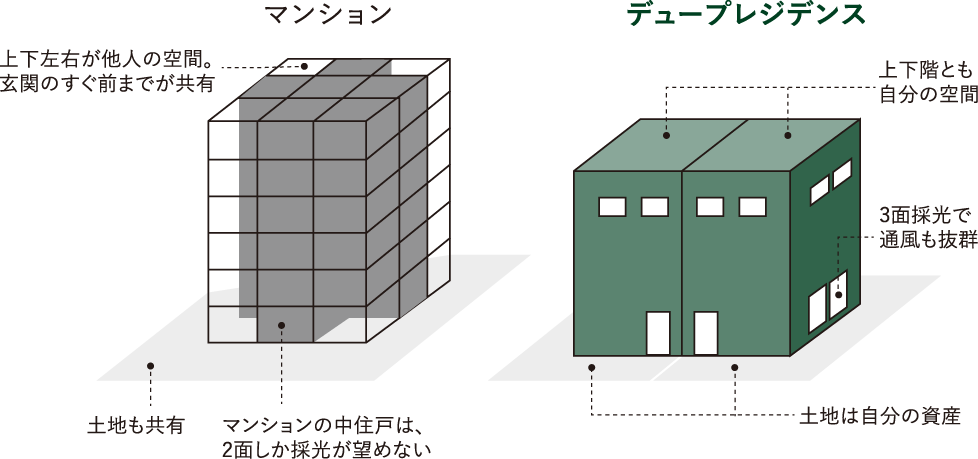 マンション
上下左右が他人の空間。
玄関のすぐ前までが共有
土地も共有
マンションの中住戸は、
2面しか採光が望めない
デュープレジデンス
上下階とも
自分の空間
3面採光で
通風も抜群
土地は自分の資産